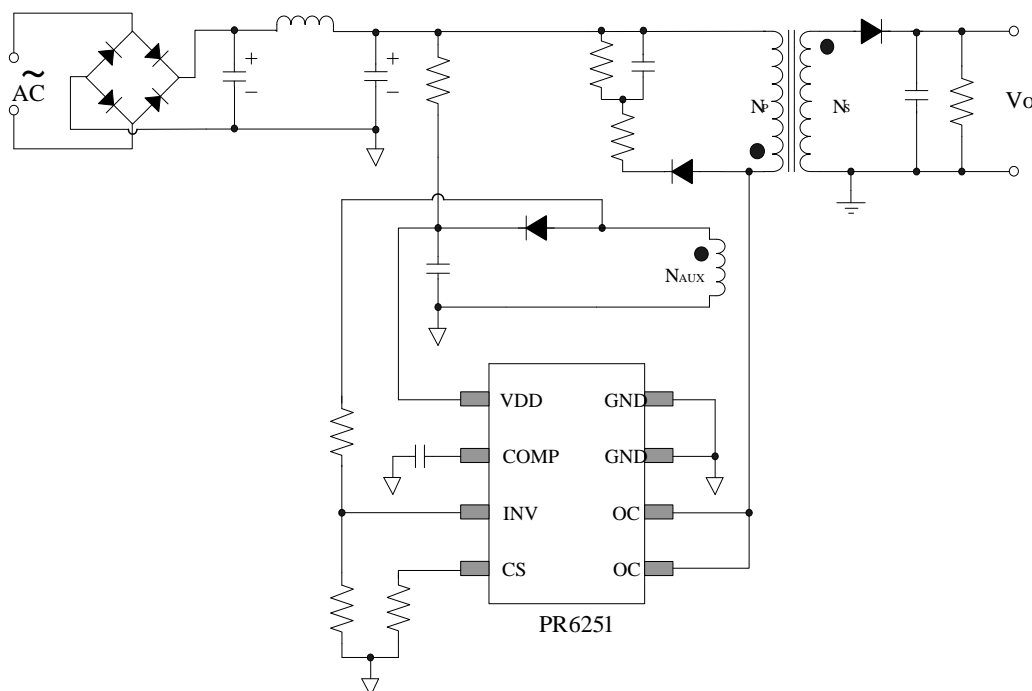 ~
AC
+
−
+
−
NP
NS
Vo
NAUX
VDD
GND
COMP
GND
INV
OC
CS
OC
PR6251